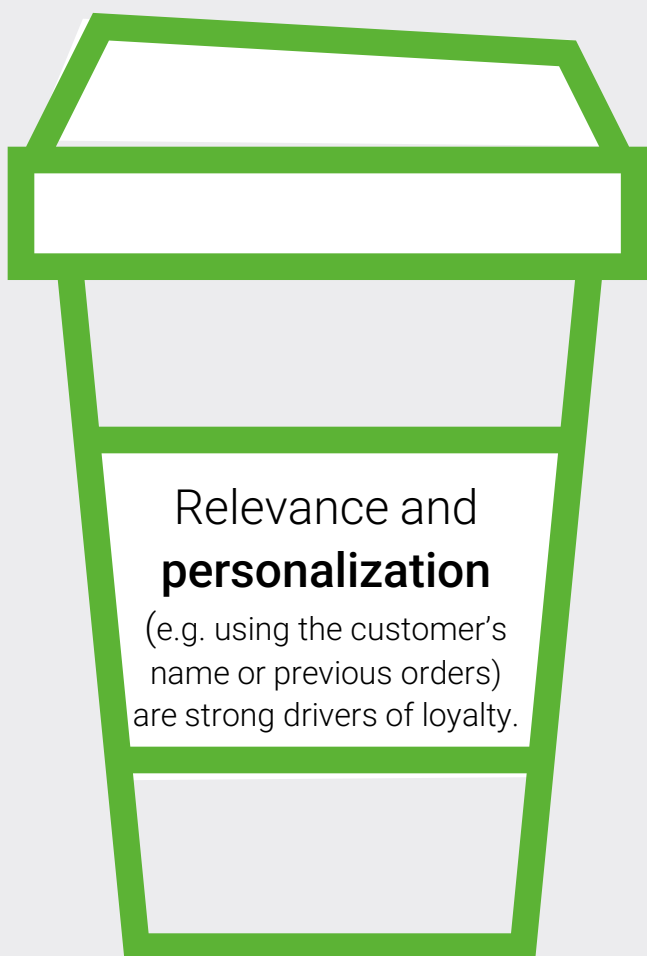 Relevance and
personalization
(e.g. using the customer’s
name or previous orders)
are strong drivers of loyalty.